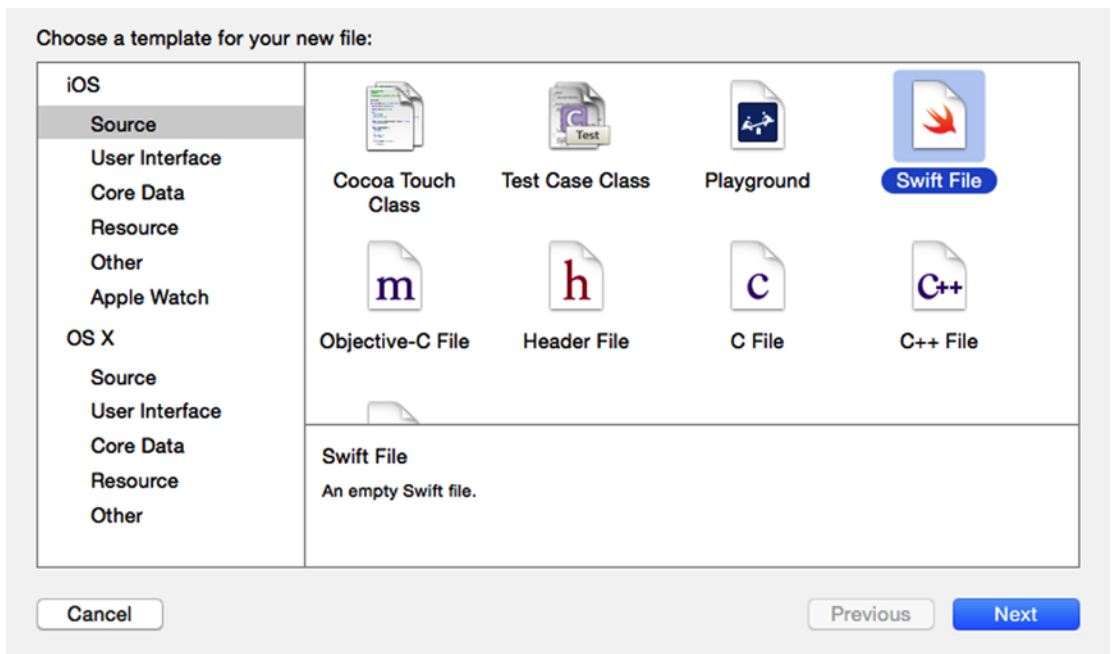 Choose a template for your new file:
iOS
Source
User Interface
Core Data
Resource
Other
Apple Watch
OS X
Source
User Interface
Core Data
Resource
Other
C
Test
Cocoa Touch
Class
Test Case Class
Playground
Swift File
m
h
c
C++
Objective-C File
Header File
C File
C++ File
Swift File
An empty Swift file.
Cancel
Previous
Next